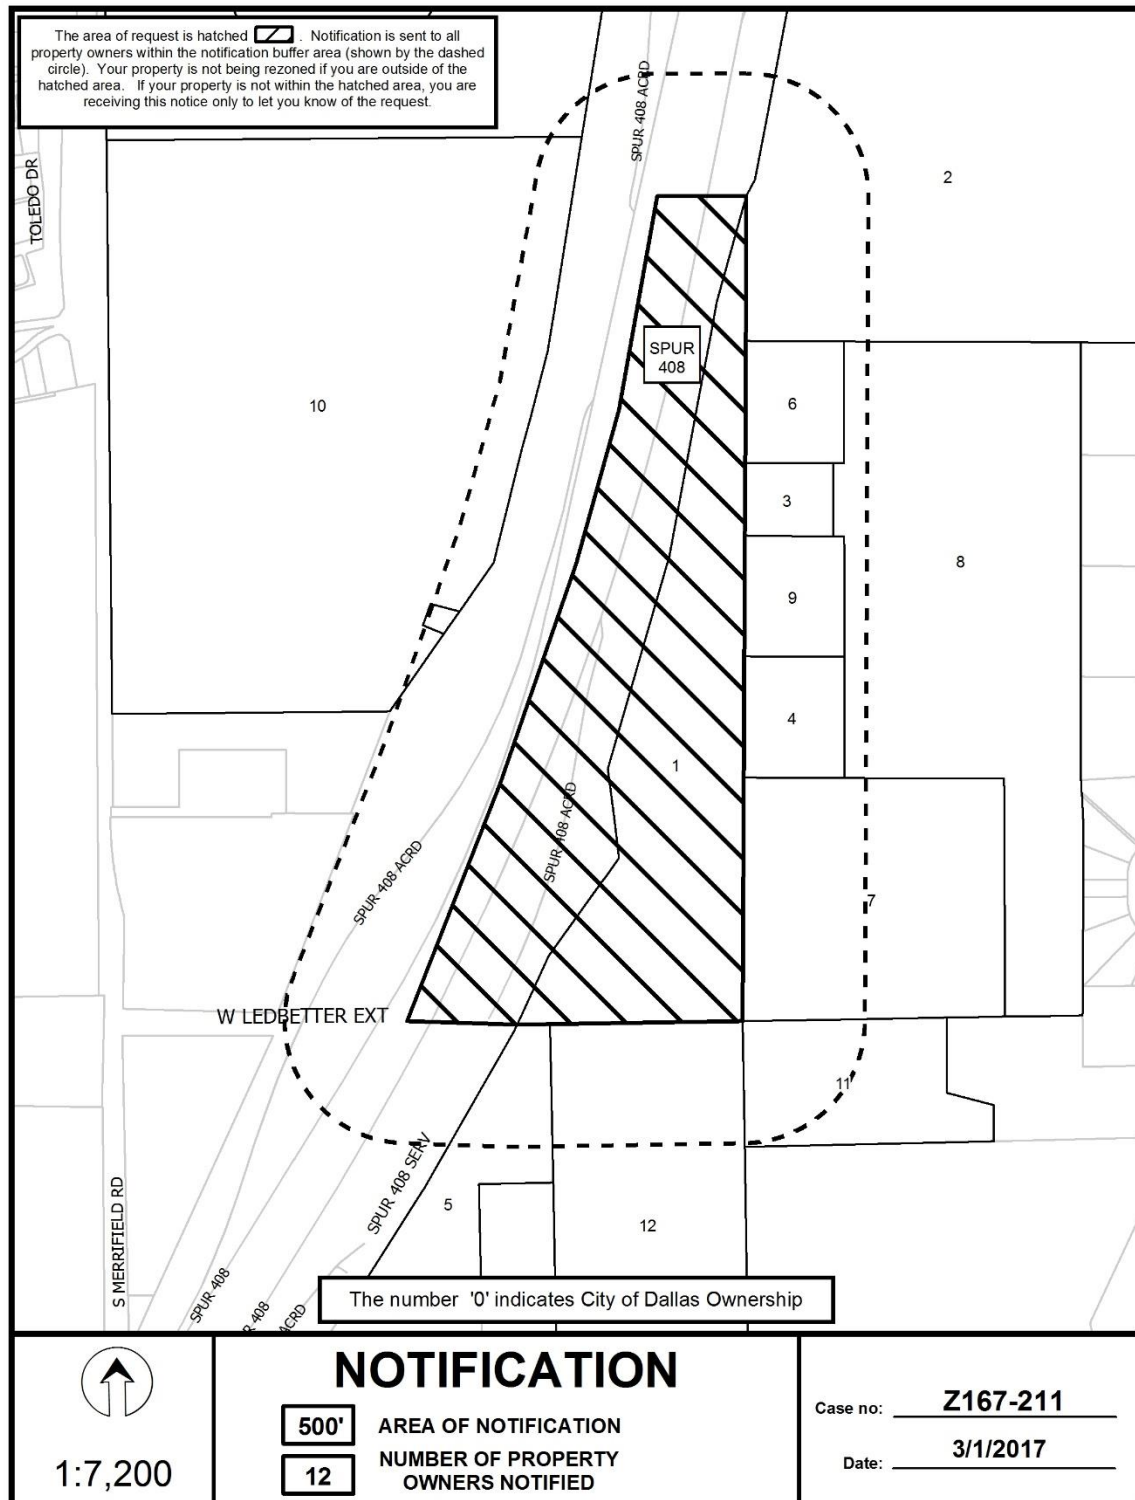 The area of request is hatched . Notification is sent to all
property owners within the notification buffer area (shown by the dashed
circle). Your property is not being rezoned if you are outside of the
hatched area. If your property is not within the hatched area, you are
receiving this notice only to let you know of the request.
SPUR 408 ACRD
TOLEDO DR
2
SPUR
408
10
6
3
8
9
4
1
SPUR 408 ACRD
SPUR 408 ACRD
7
W LEDBETTER EXT
11
SPUR 408 SERV
5
12
S MERRIFIELD RD
SPUR 408
R 408
ACRD
The number '0' indicates City of Dallas Ownership
1:7,200
NOTIFICATION
500' AREA OF NOTIFICATION
12 NUMBER OF PROPERTY
OWNERS NOTIFIED
Case no: Z167-211
Date: 3/1/2017